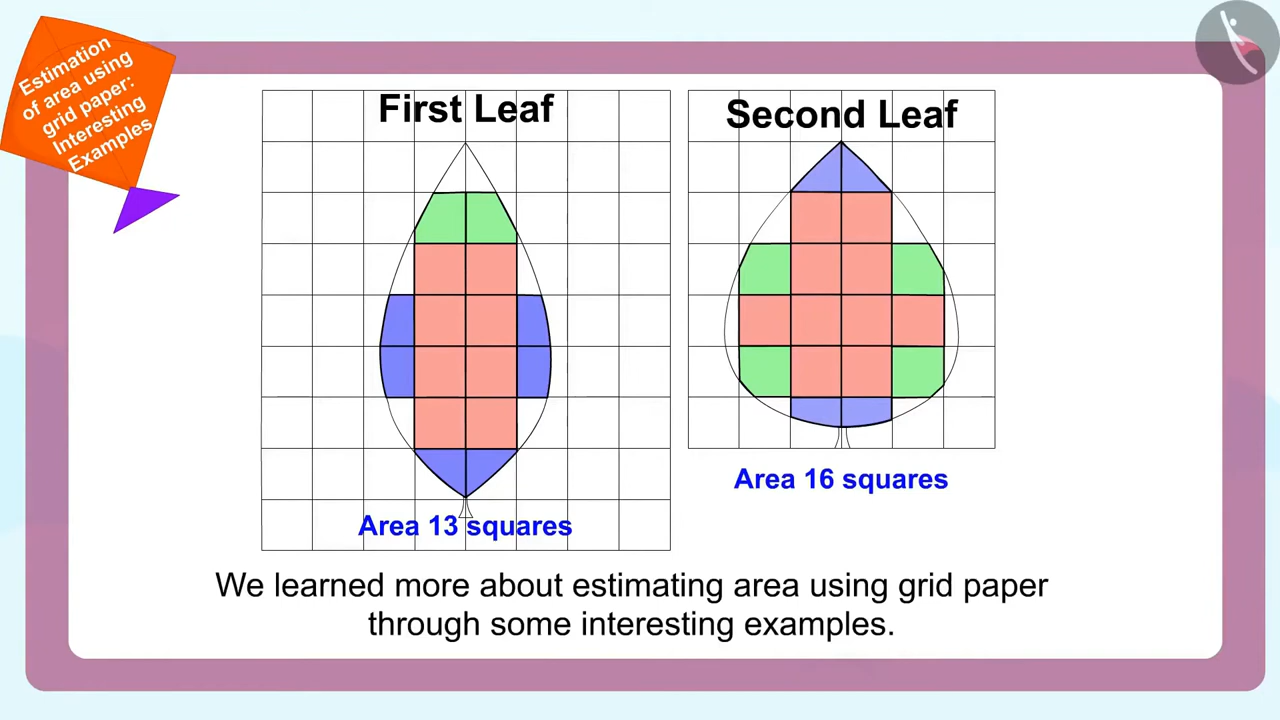 Estimation
of area using
grid paper:
Interesting
Examples
First Leaf
Second Leaf
Area 13 squares
Area 16 squares
We learned more about estimating area using grid paper
through some interesting examples.